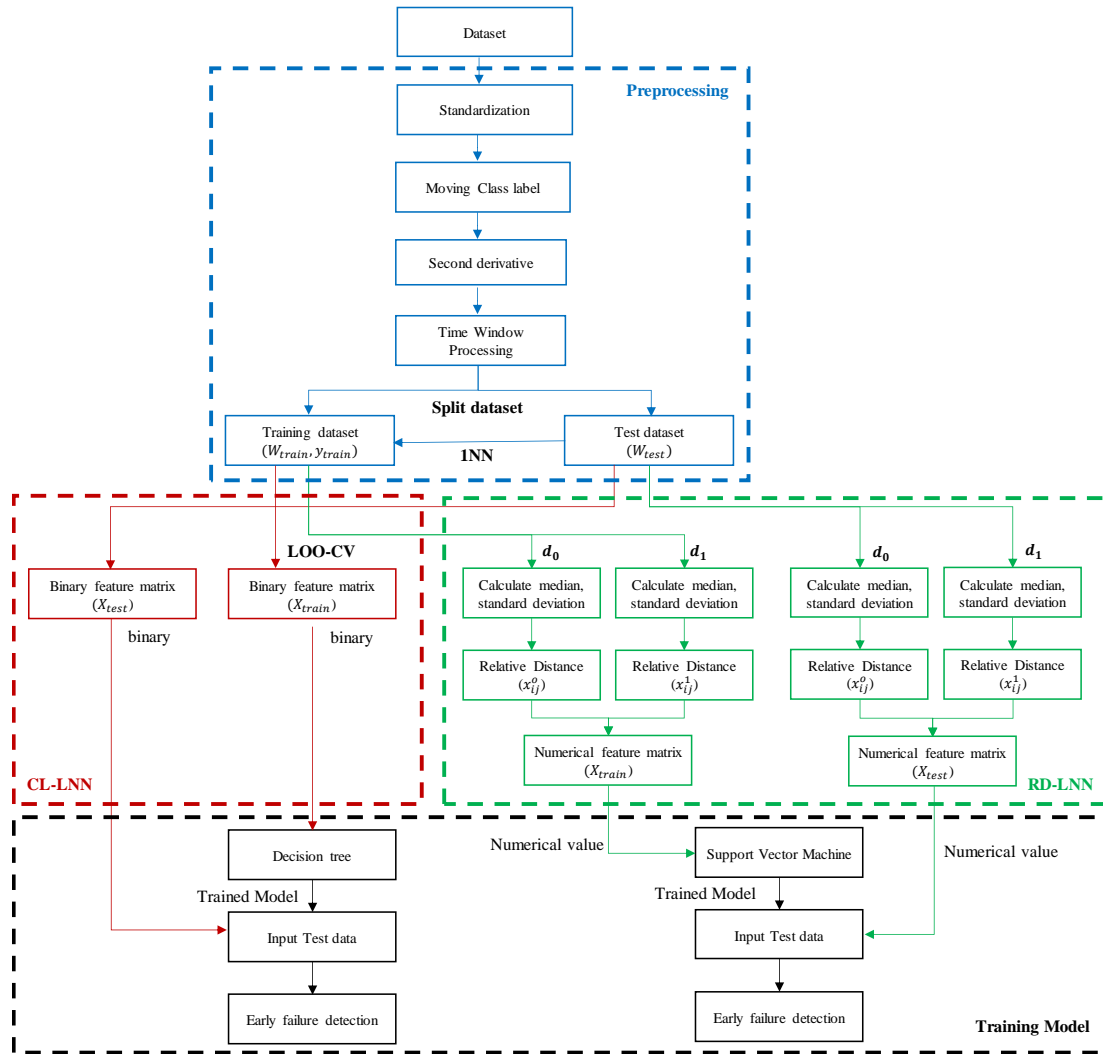 Dataset
Preprocessing
Standardization
Moving Class label
Second derivative
Time Window
Processing
Split dataset
Training dataset
(W_train, y_train)
1NN
Test dataset
(W_test)
LOO-CV
d_0
d_1
d_0
d_1
Binary feature matrix
(X_test)
binary
Binary feature matrix
(X_train)
binary
Calculate median,
standard deviation
Calculate median,
standard deviation
Calculate median,
standard deviation
Calculate median,
standard deviation
Relative Distance
(x_ij^o)
Relative Distance
(x_ij^1)
Relative Distance
(x_ij^o)
Relative Distance
(x_ij^1)
Numerical feature matrix
(X_train)
Numerical feature matrix
(X_test)
CL-LNN
RD-LNN
Decision tree
Numerical value
Support Vector Machine
Numerical value
Trained Model
Trained Model
Input Test data
Input Test data
Early failure detection
Early failure detection
Training Model